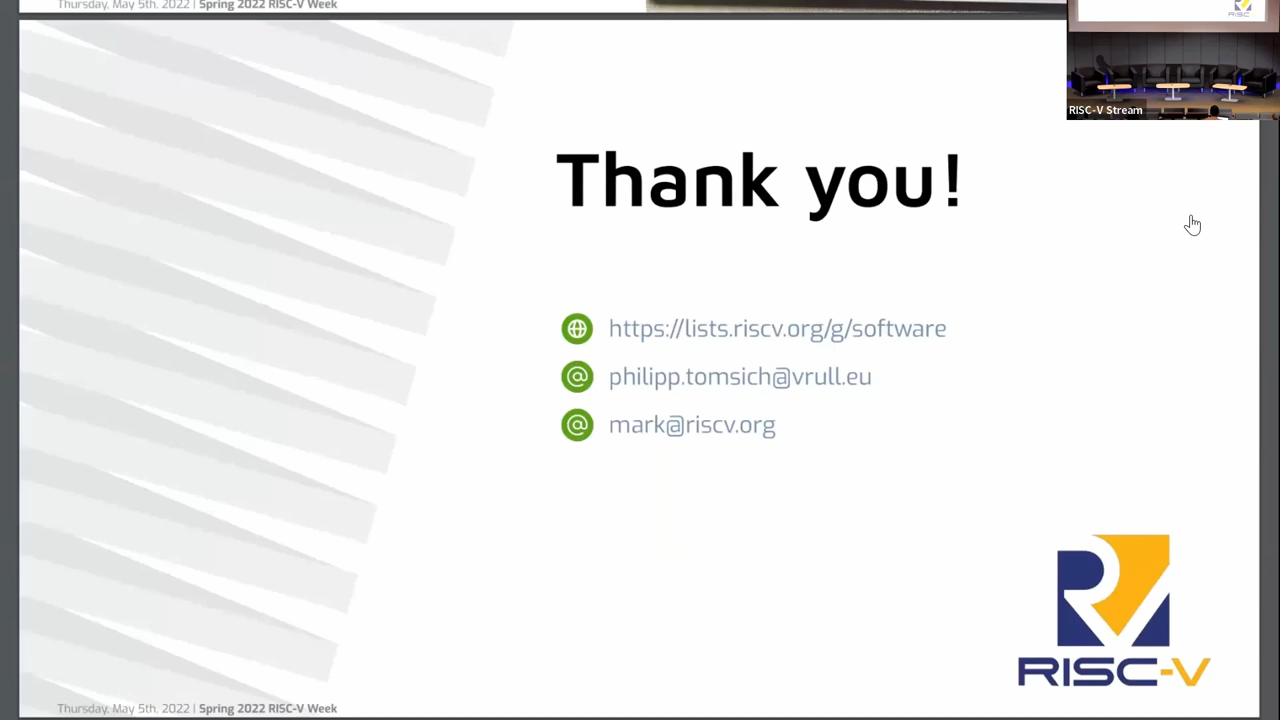 Thursday, May 5th. 2022 | Spring 2022 RISC-V Week
RISC
RISC-V Stream
Thank you!
https://lists.riscv.org/g/software
philipp.tomsich@vrull.eu
mark@riscv.org
RISC-V
Thursday, May 5th. 2022 | Spring 2022 RISC-V Week